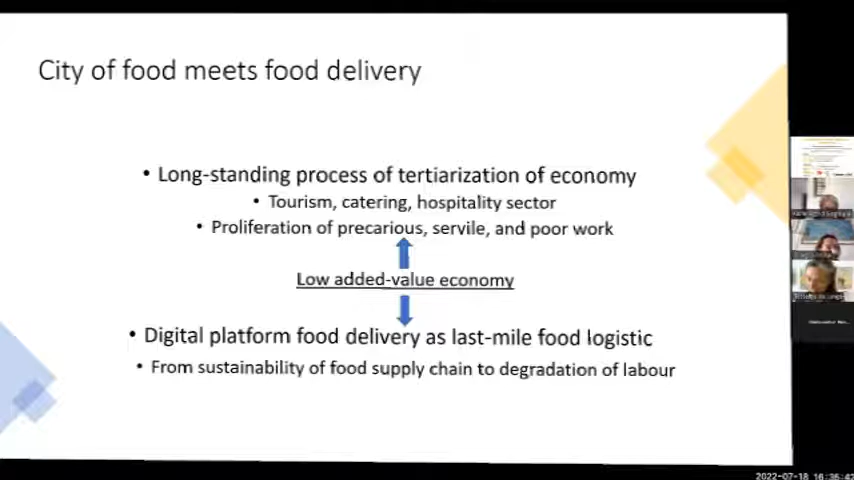 City of food meets food delivery
• Long-standing process of tertiarization of economy
• Tourism, catering, hospitality sector
• Proliferation of precarious, servile, and poor work
Low added-value economy
• Digital platform food delivery as last-mile food logistic
• From sustainability of food supply chain to degradation of labour
2022-07-18 16:36:42